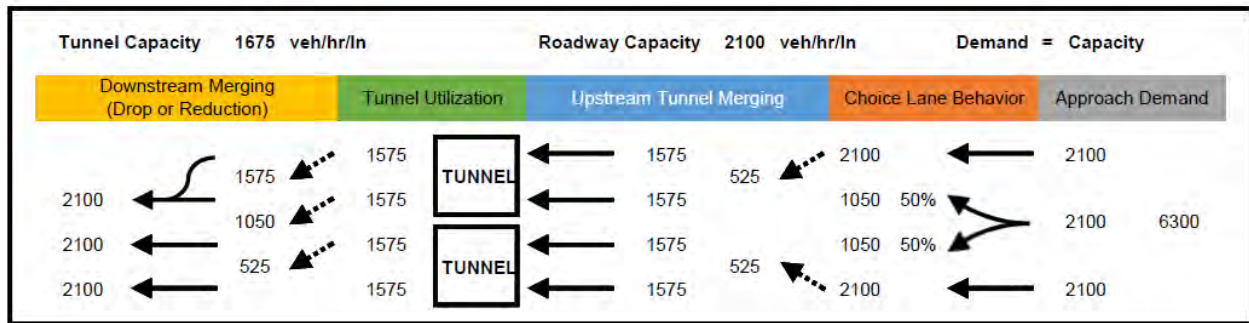 Tunnel Capacity 1675 veh/hr/ln Roadway Capacity 2100 veh/hr/ln Demand = Capacity
Downstream Merging
(Drop or Reduction)
Tunnel Utilization
Upstream Tunnel Merging
Choice Lane Behavior
Approach Demand
1575 TUNNEL 1575 2100 2100
1575 525
2100 1575 1575 1050 50%
1050 2100 6300
2100 1575 TUNNEL 1575 1050 50%
525 525
2100 1575 1575 2100 2100